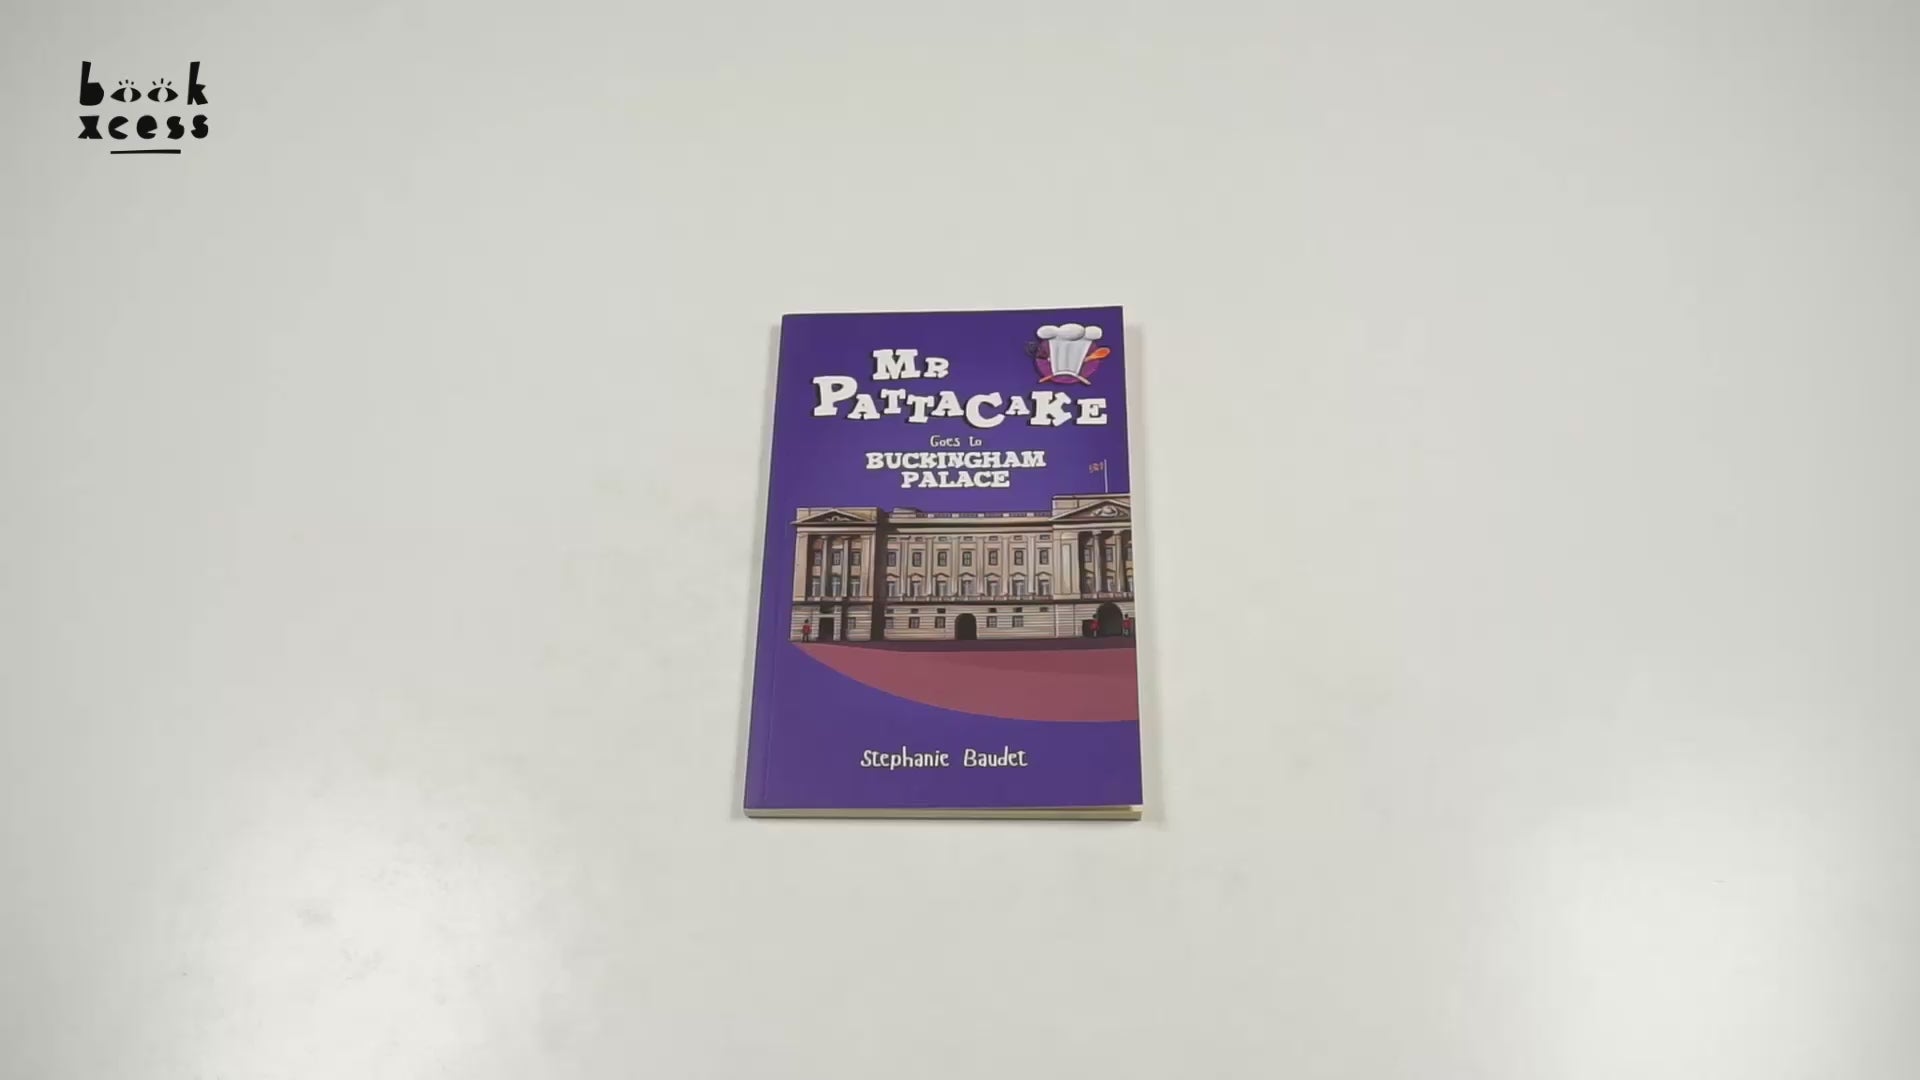 book
xcess
Mr
PattaCake
Goes to
BUCKINGHAM
PALACE
Stephanie Baudet